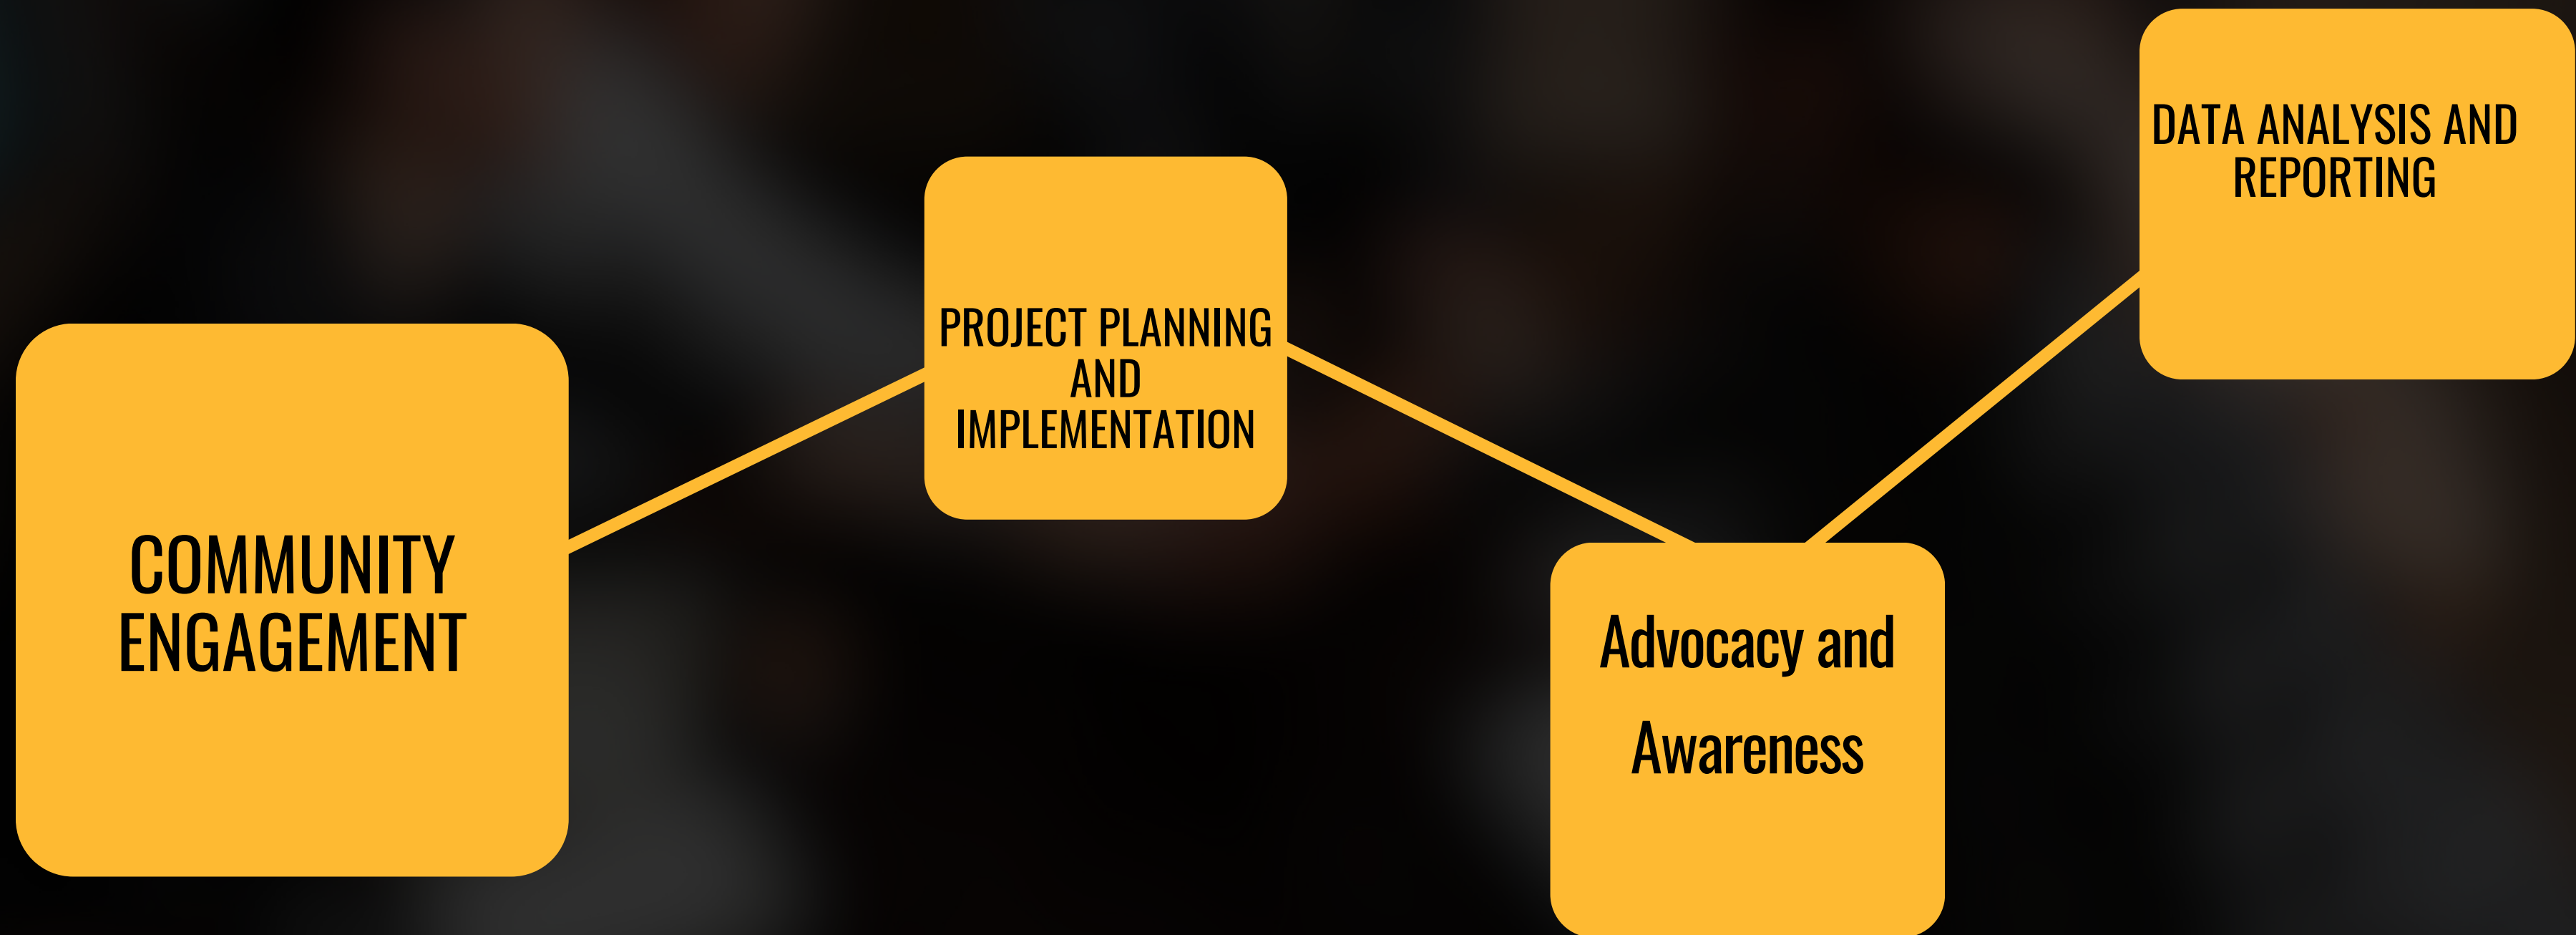 COMMUNITY
ENGAGEMENT
PROJECT PLANNING
AND
IMPLEMENTATION
Advocacy and
Awareness
DATA ANALYSIS AND
REPORTING